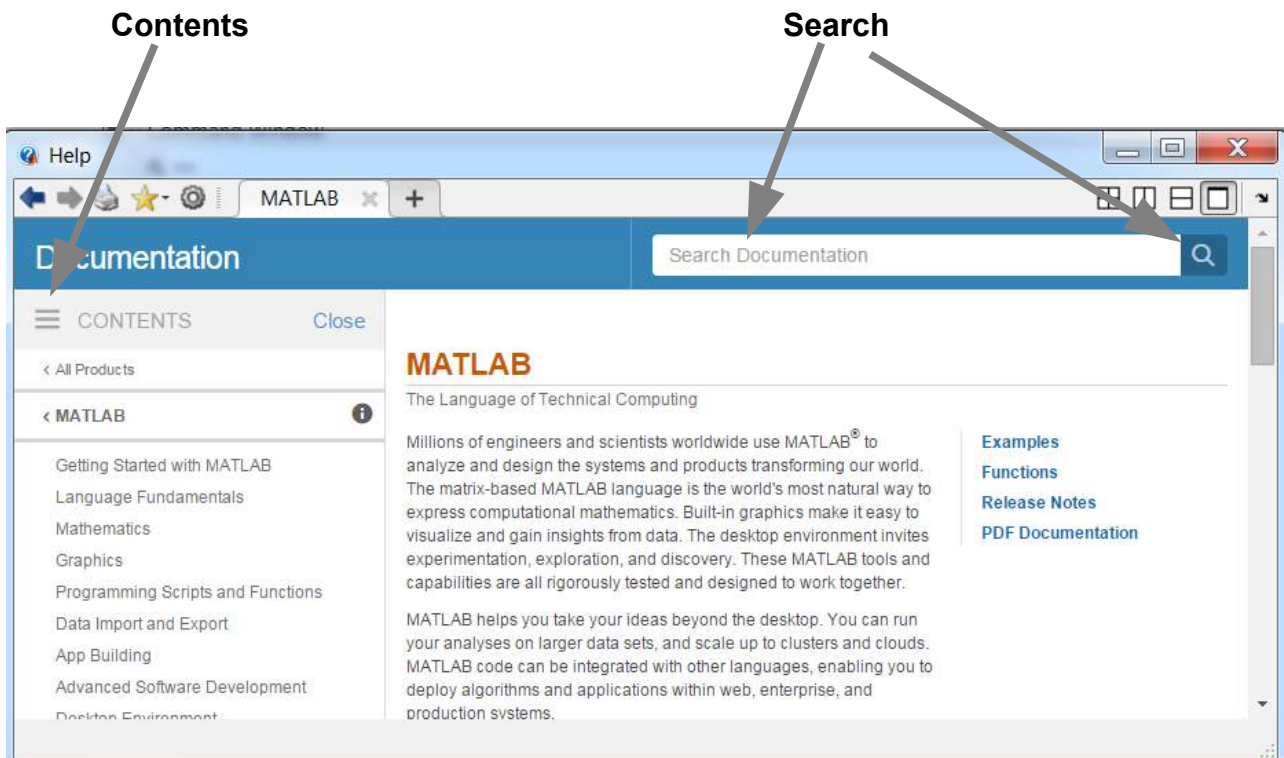 Contents
Search
Command Window
Help
MATLAB
Documentation
Search Documentation
CONTENTS
Close
< All Products
< MATLAB
Getting Started with MATLAB
Language Fundamentals
Mathematics
Graphics
Programming Scripts and Functions
Data Import and Export
App Building
Advanced Software Development
Desktop Environment
MATLAB
The Language of Technical Computing
Millions of engineers and scientists worldwide use MATLAB® to
analyze and design the systems and products transforming our world.
The matrix-based MATLAB language is the world's most natural way to
express computational mathematics. Built-in graphics make it easy to
visualize and gain insights from data. The desktop environment invites
experimentation, exploration, and discovery. These MATLAB tools and
capabilities are all rigorously tested and designed to work together.
MATLAB helps you take your ideas beyond the desktop. You can run
your analyses on larger data sets, and scale up to clusters and clouds.
MATLAB code can be integrated with other languages, enabling you to
deploy algorithms and applications within web, enterprise, and
production systems.
Examples
Functions
Release Notes
PDF Documentation